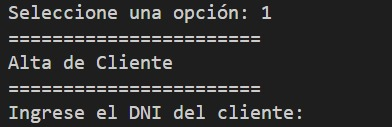 Seleccione una opción: 1
=======================
Alta de Cliente
=======================
Ingrese el DNI del cliente: